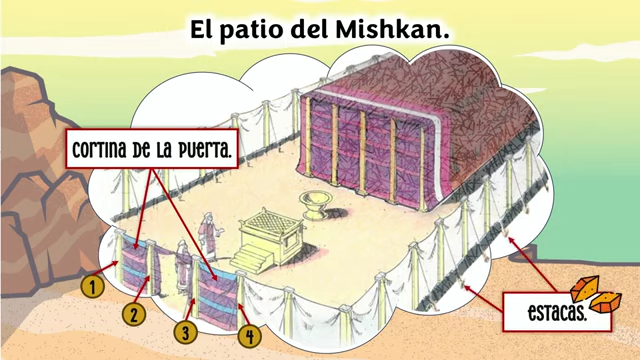 El patio del Mishkan.
CORTINA DE LA PUERTA.
1
2
3
4
ESTACAS.